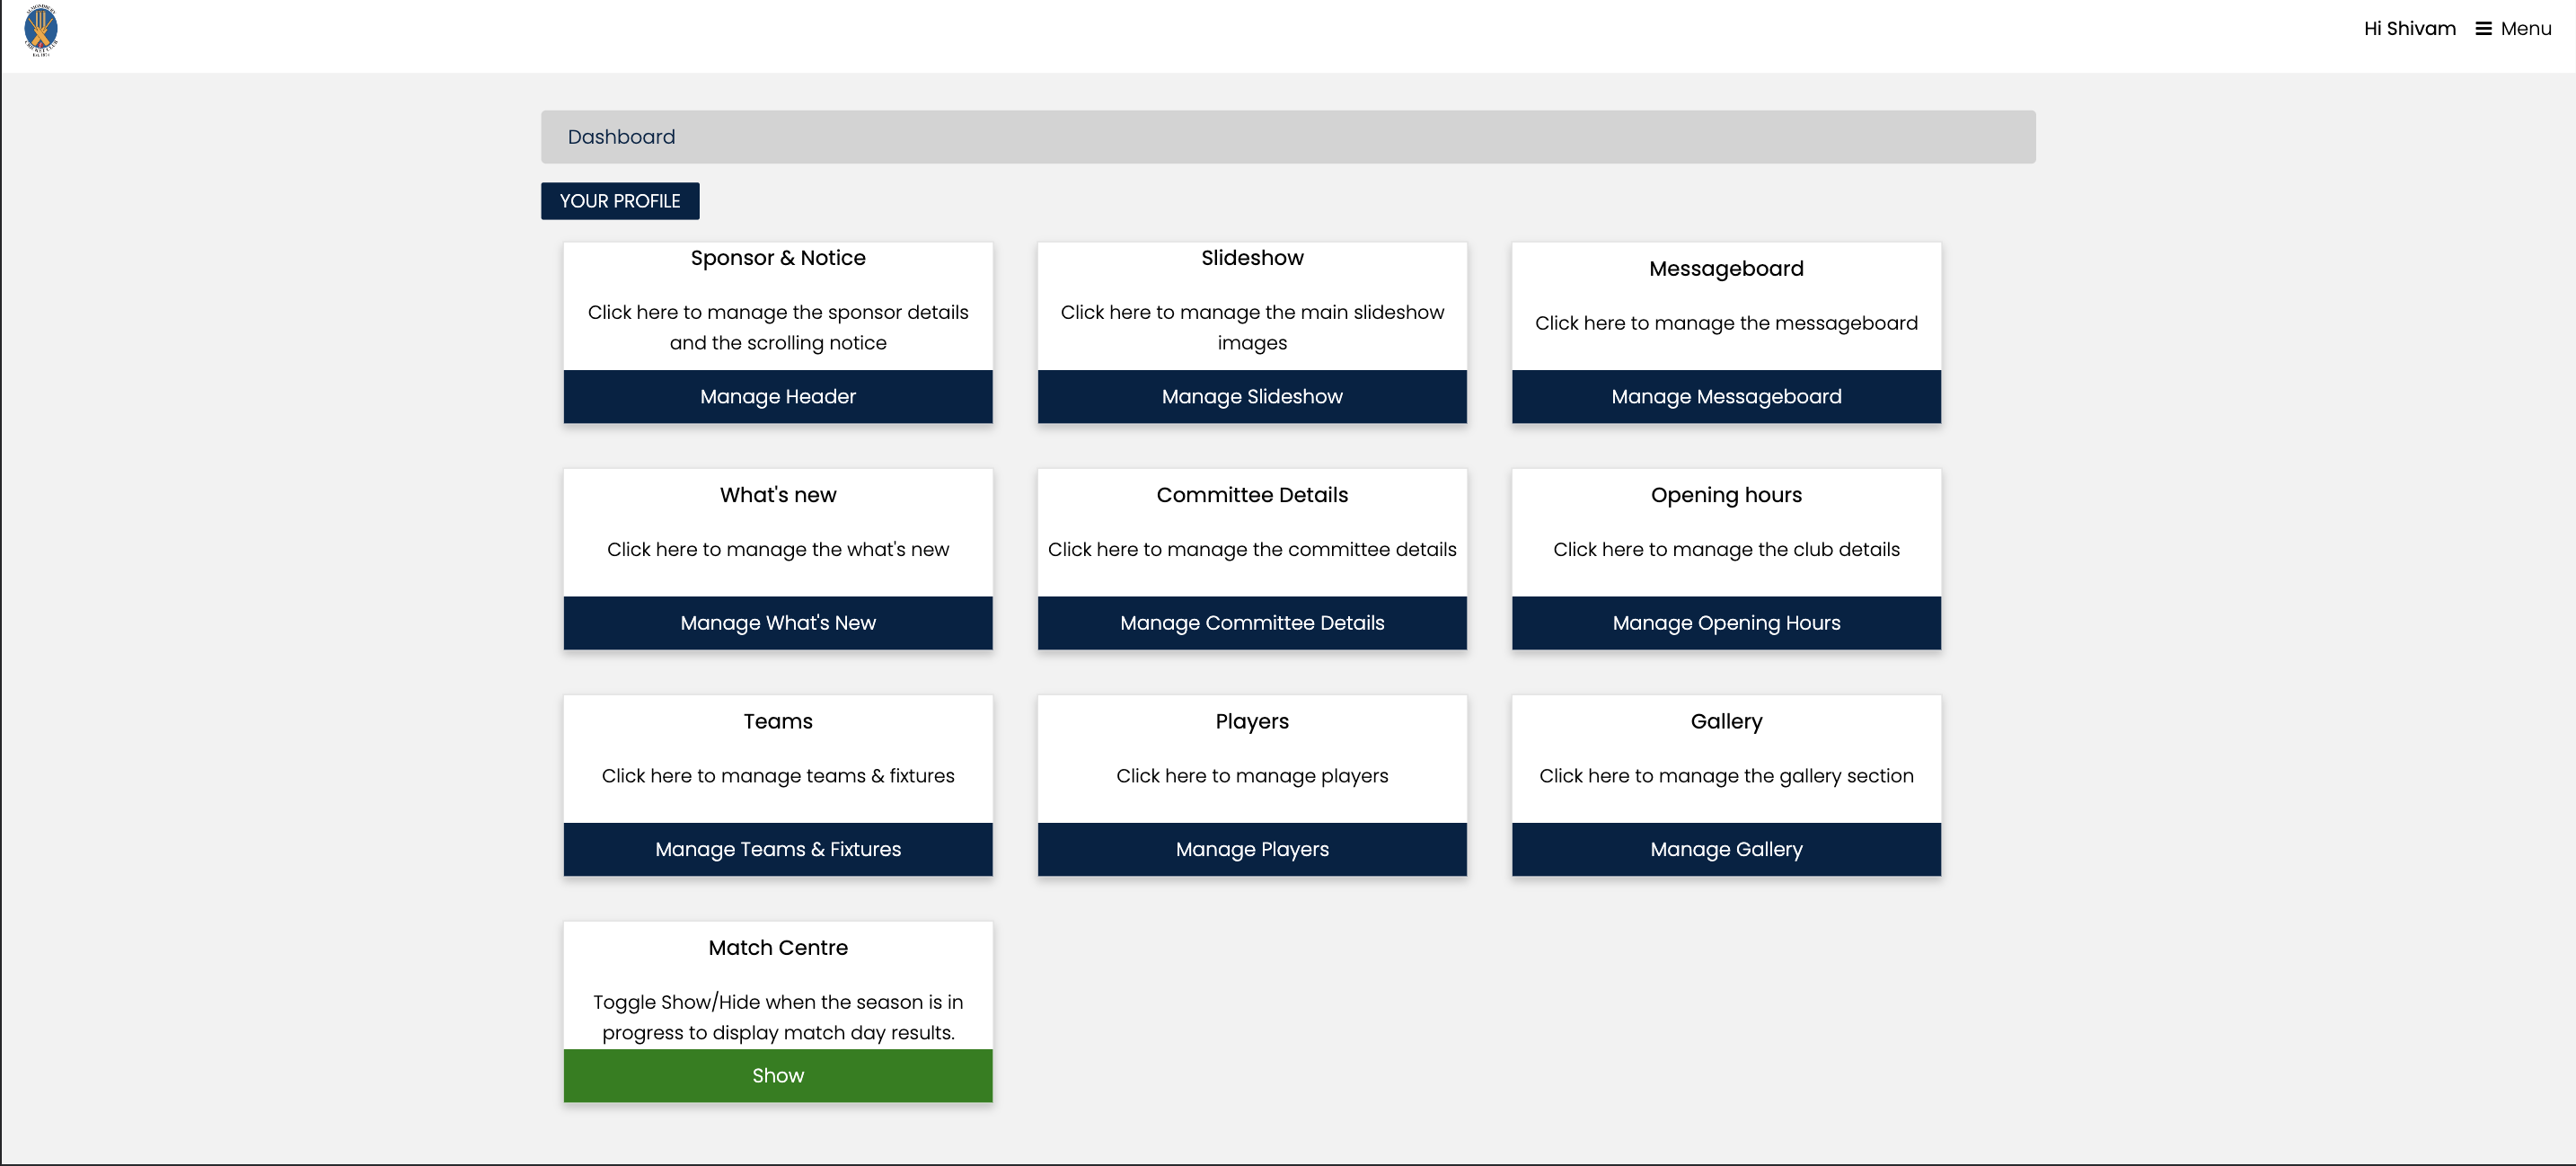 Hi Shivam Menu
Dashboard
YOUR PROFILE
Sponsor & Notice
Click here to manage the sponsor details
and the scrolling notice
Manage Header
Slideshow
Click here to manage the main slideshow
images
Manage Slideshow
Messageboard
Click here to manage the messageboard
Manage Messageboard
What's new
Click here to manage the what's new
Manage What's New
Committee Details
Click here to manage the committee details
Manage Committee Details
Opening hours
Click here to manage the club details
Manage Opening Hours
Teams
Click here to manage teams & fixtures
Manage Teams & Fixtures
Players
Click here to manage players
Manage Players
Gallery
Click here to manage the gallery section
Manage Gallery
Match Centre
Toggle Show/Hide when the season is in
progress to display match day results.
Show